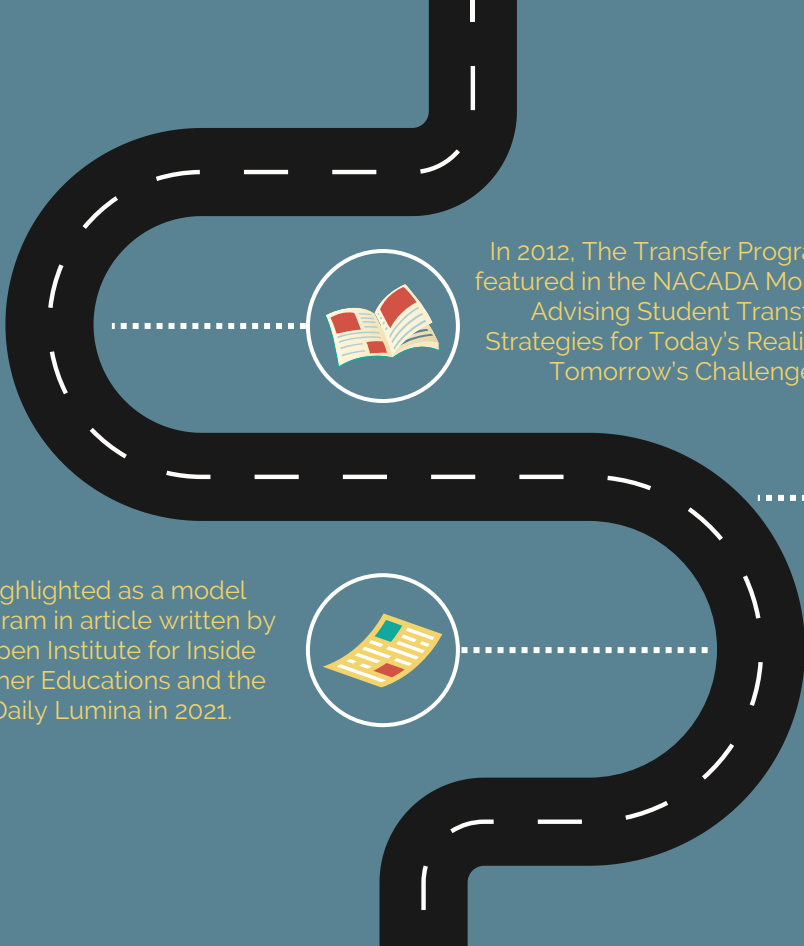 In 2012, The Transfer Progra
featured in the NACADA Mo
Advising Student Transf
Strategies for Today's Reali
Tomorrow's Challenge
ghlighted as a model
ram in article written by
pen Institute for Inside
her Educations and the
Daily Lumina in 2021.